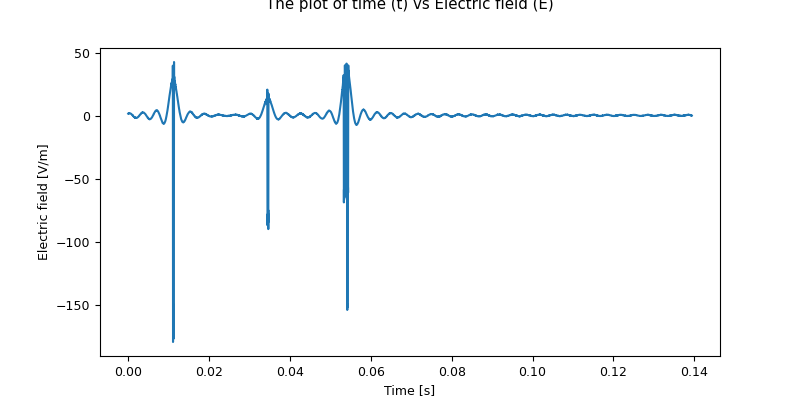 The plot of time (t) vs Electric field (E)
50
0
−50
−100
−150
Electric field [V/m]
0.00 0.02 0.04 0.06 0.08 0.10 0.12 0.14
Time [s]